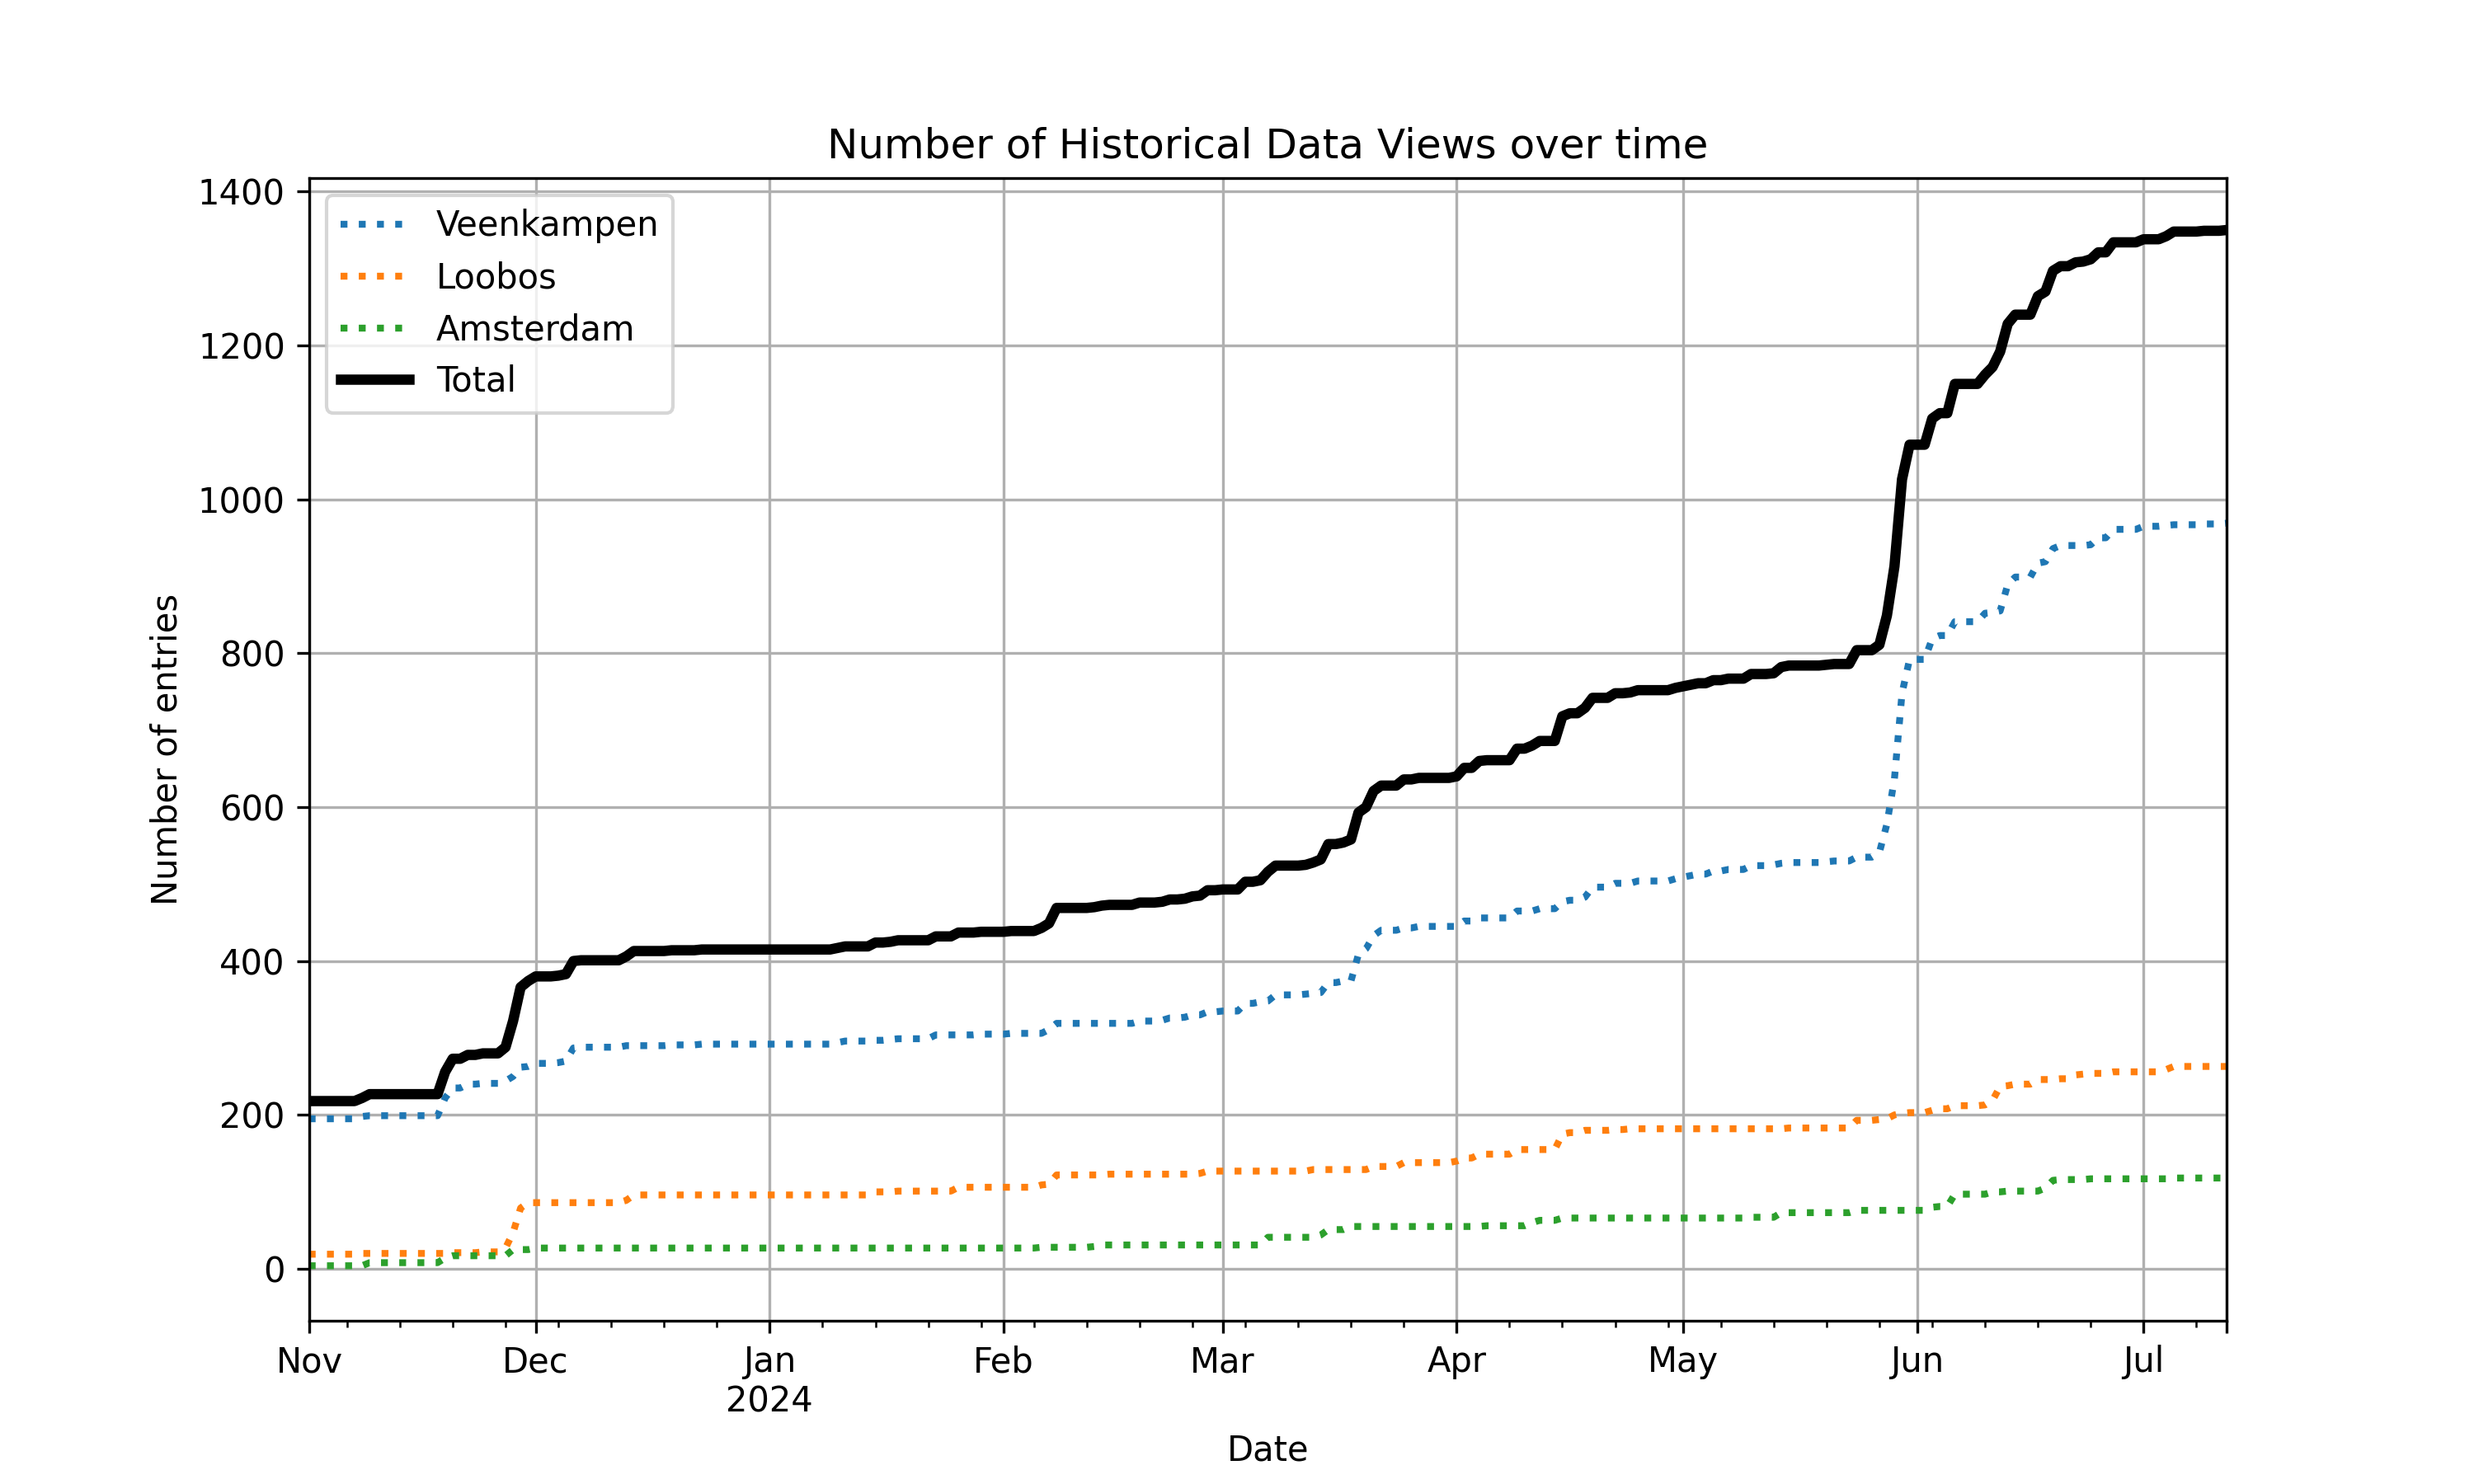 Number of Historical Data Views over time
1400
1200
1000
800
600
400
200
0
Number of entries
Veenkampen
Loobos
Amsterdam
Total
Nov
Dec
Jan
2024
Feb
Mar
Apr
May
Jun
Jul
Date